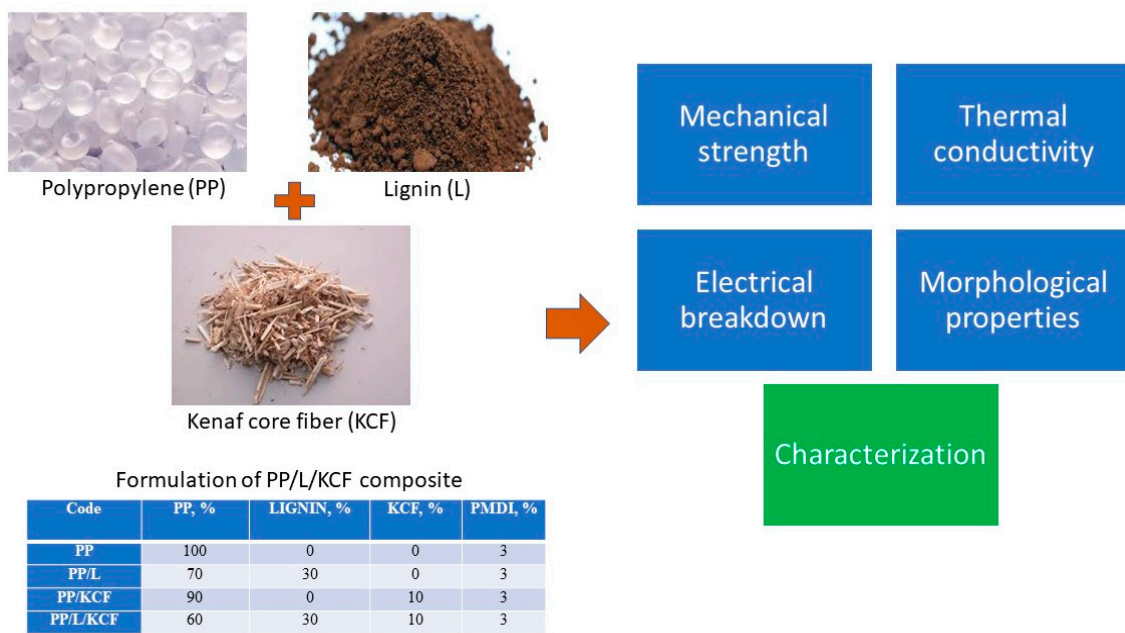 Polypropylene (PP)
Lignin (L)
Kenaf core fiber (KCF)
Formulation of PP/L/KCF composite
Code PP, % LIGNIN, % KCF, % PMDI, %
PP 100 0 0 3
PP/L 70 30 0 3
PP/KCF 90 0 10 3
PP/L/KCF 60 30 10 3
Mechanical
strength
Thermal
conductivity
Electrical
breakdown
Morphological
properties
Characterization